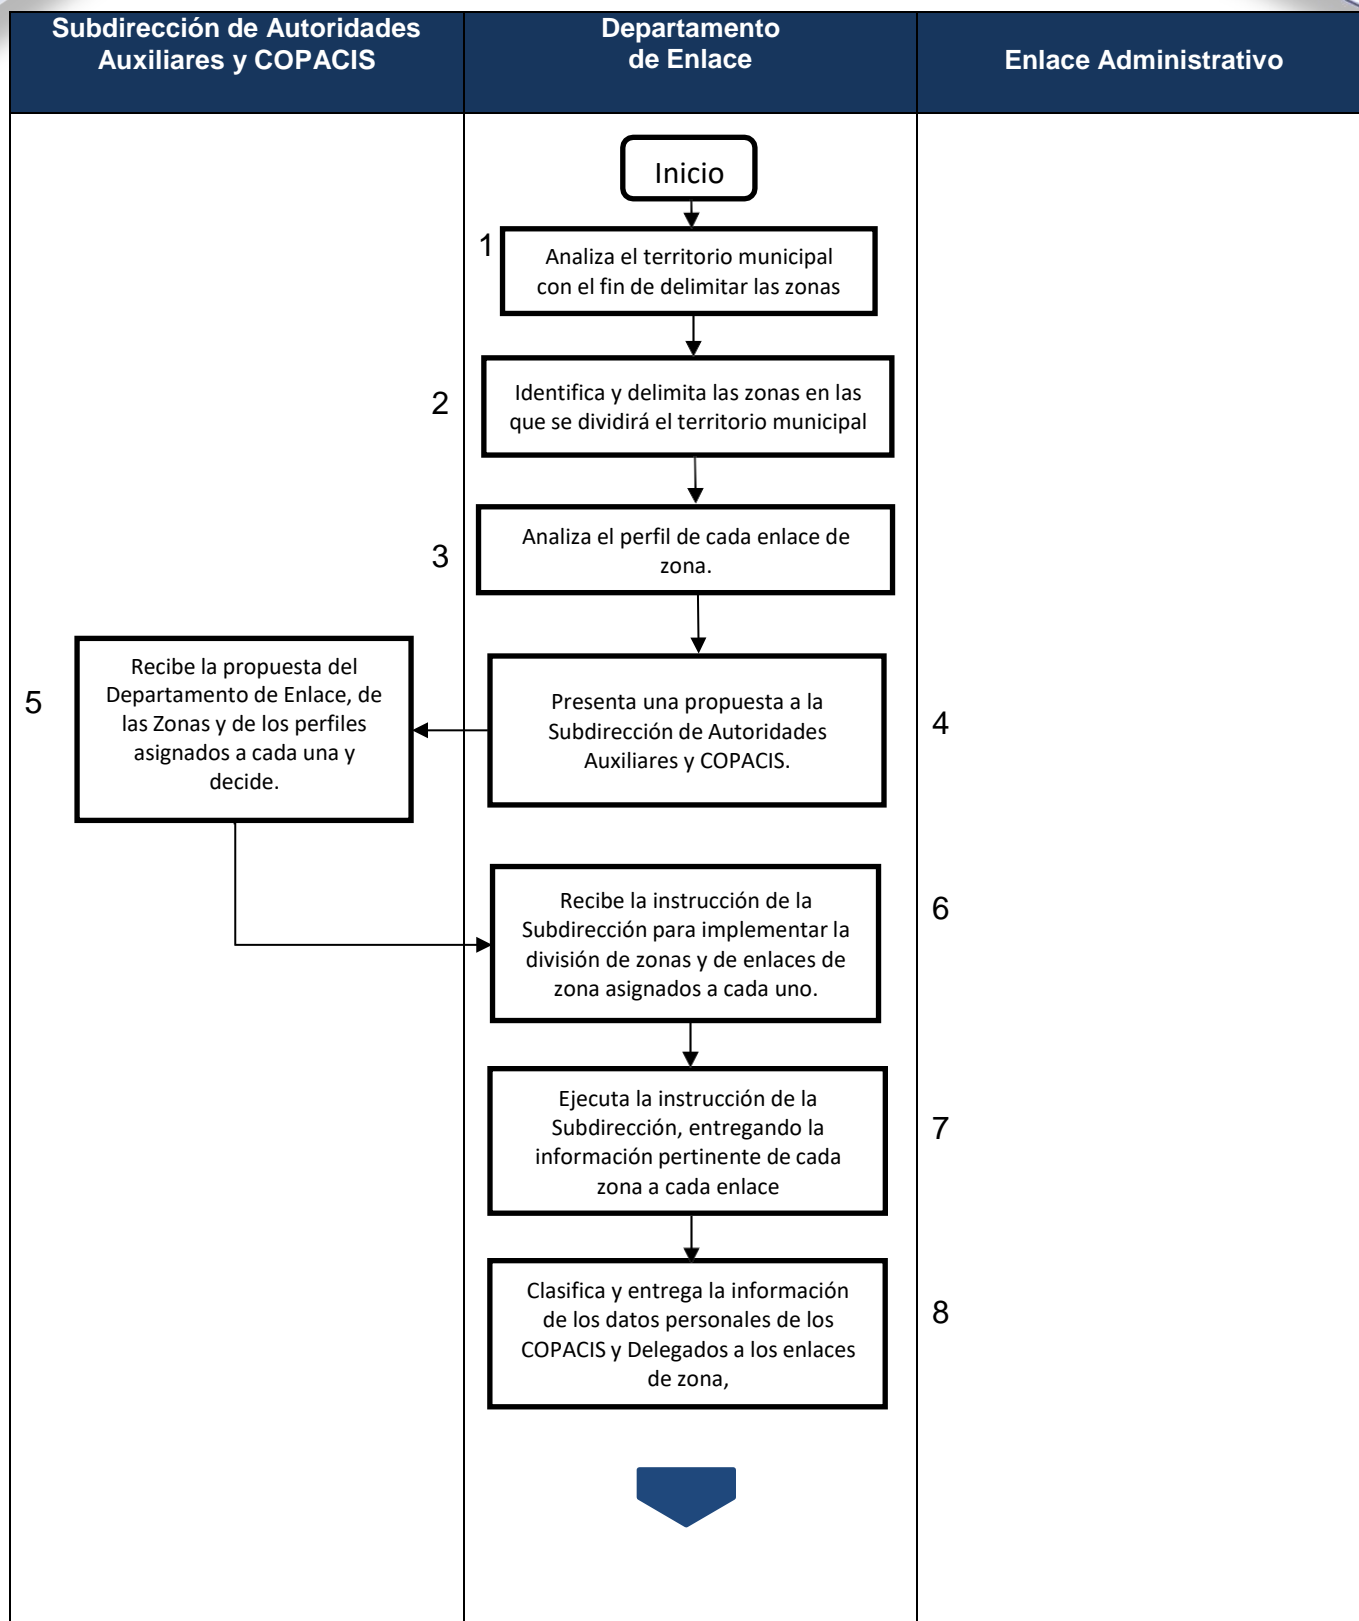 Subdirección de Autoridades
Auxiliares y COPACIS
Departamento
de Enlace
Enlace Administrativo
Inicio
1
Analiza el territorio municipal
con el fin de delimitar las zonas
2
Identifica y delimita las zonas en las
que se dividirá el territorio municipal
3
Analiza el perfil de cada enlace de
zona.
4
Presenta una propuesta a la
Subdirección de Autoridades
Auxiliares y COPACIS.
5
Recibe la propuesta del
Departamento de Enlace, de
las Zonas y de los perfiles
asignados a cada una y
decide.
6
Recibe la instrucción de la
Subdirección para implementar la
división de zonas y de enlaces de
zona asignados a cada uno.
7
Ejecuta la instrucción de la
Subdirección, entregando la
información pertinente de cada
zona a cada enlace
8
Clasifica y entrega la información
de los datos personales de los
COPACIS y Delegados a los enlaces
de zona,